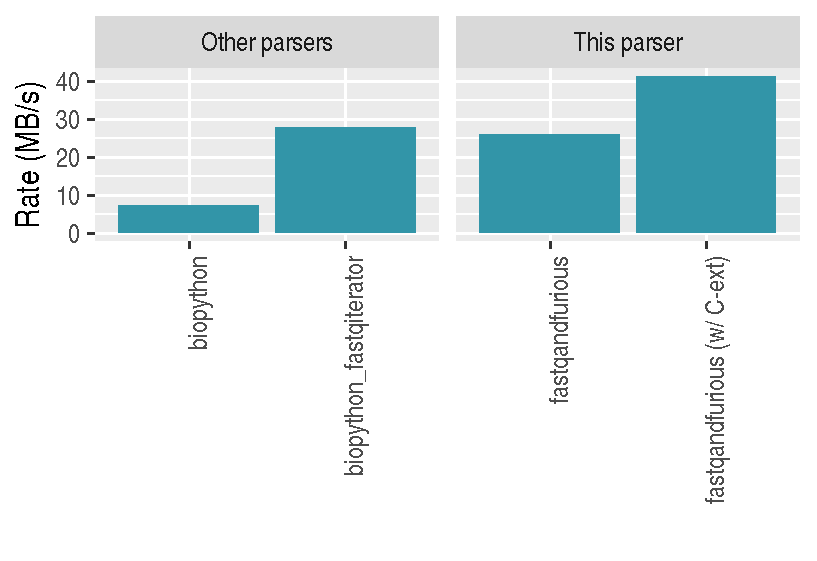 Other parsers
This parser
Rate (MB/s)
40
30
20
10
0
biopython
biopython_fastqiterator
fastqandfurious
fastqandfurious (w/ C-ext)